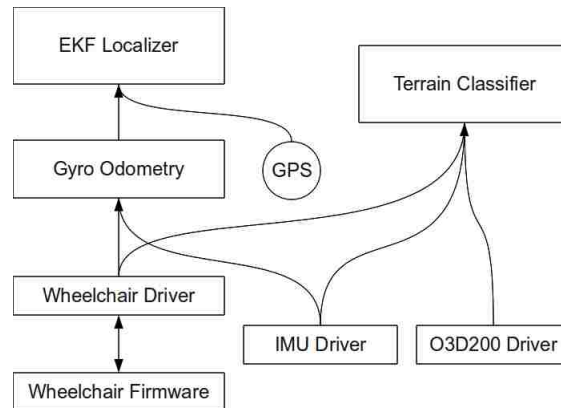 EKF Localizer
Terrain Classifier
Gyro Odometry
GPS
Wheelchair Driver
IMU Driver
O3D200 Driver
Wheelchair Firmware